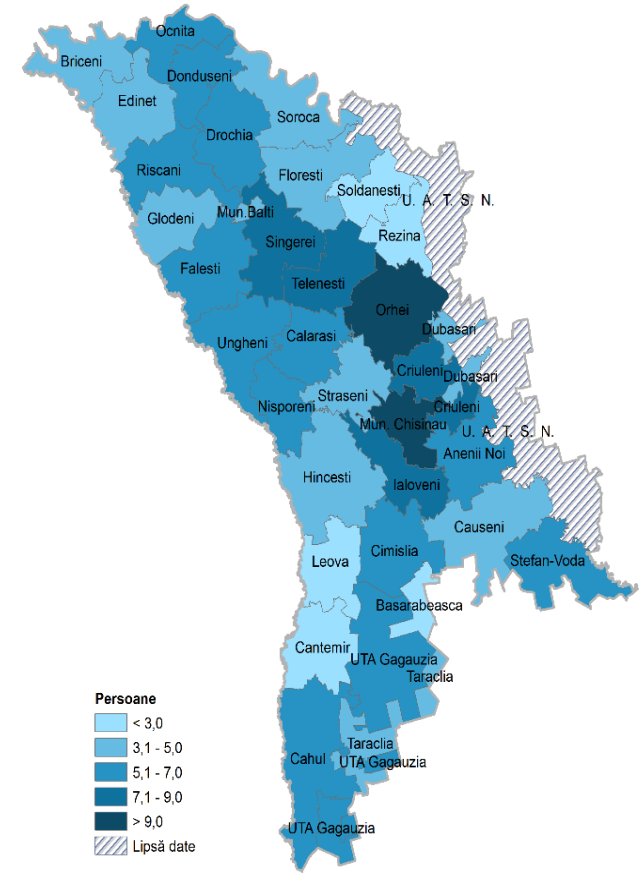 Ocnita
Briceni
Donduseni
Edinet
Soroca
Drochia
Riscani
Floresti
Soldanesti
U. A. T. S. N.
Glodeni
Mun.Balti
Rezina
Singerei
Falesti
Telenesti
Orhei
Dubasari
Ungheni
Calarasi
Criuleni
Dubasari
Straseni
Nisporeni
Criuleni
Mun. Chisinau
U. A. T. S. N.
Anenii Noi
Hincesti
Ialoveni
Causeni
Leova
Cimislia
Stefan-Voda
Basarabeasca
Cantemir
UTA Gagauzia
Taraclia
Persoane
< 3,0
3,1 - 5,0
5,1 - 7,0
7,1 - 9,0
> 9,0
Lipsă date
Taraclia
Cahul
UTA Gagauzia
UTA Gagauzia